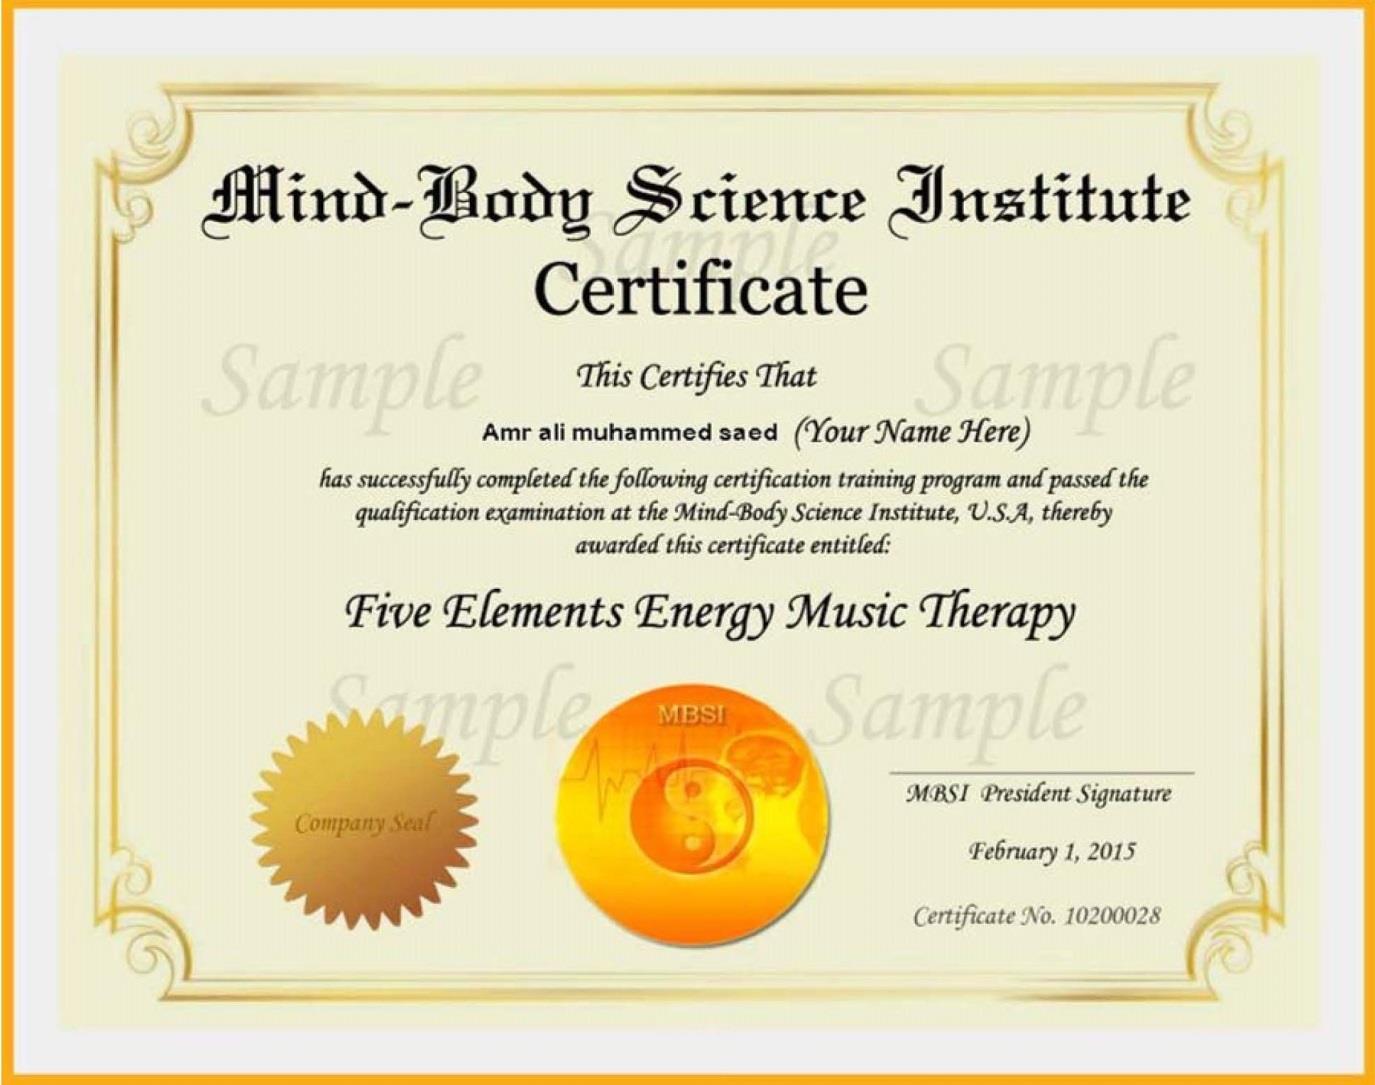 Mind-Body Science Institute
Sample
Certificate
Sample
Sample
This Certifies That
Amr ali muhammed saed (Your Name Here)
has successfully completed the following certification training program and passed the
qualification examination at the Mind-Body Science Institute, U.S.A, thereby
awarded this certificate entitled:
Five Elements Energy Music Therapy
Sample
Sample
MBSI
Company Seal
MBSI President Signature
February 1, 2015
Certificate No. 10200028